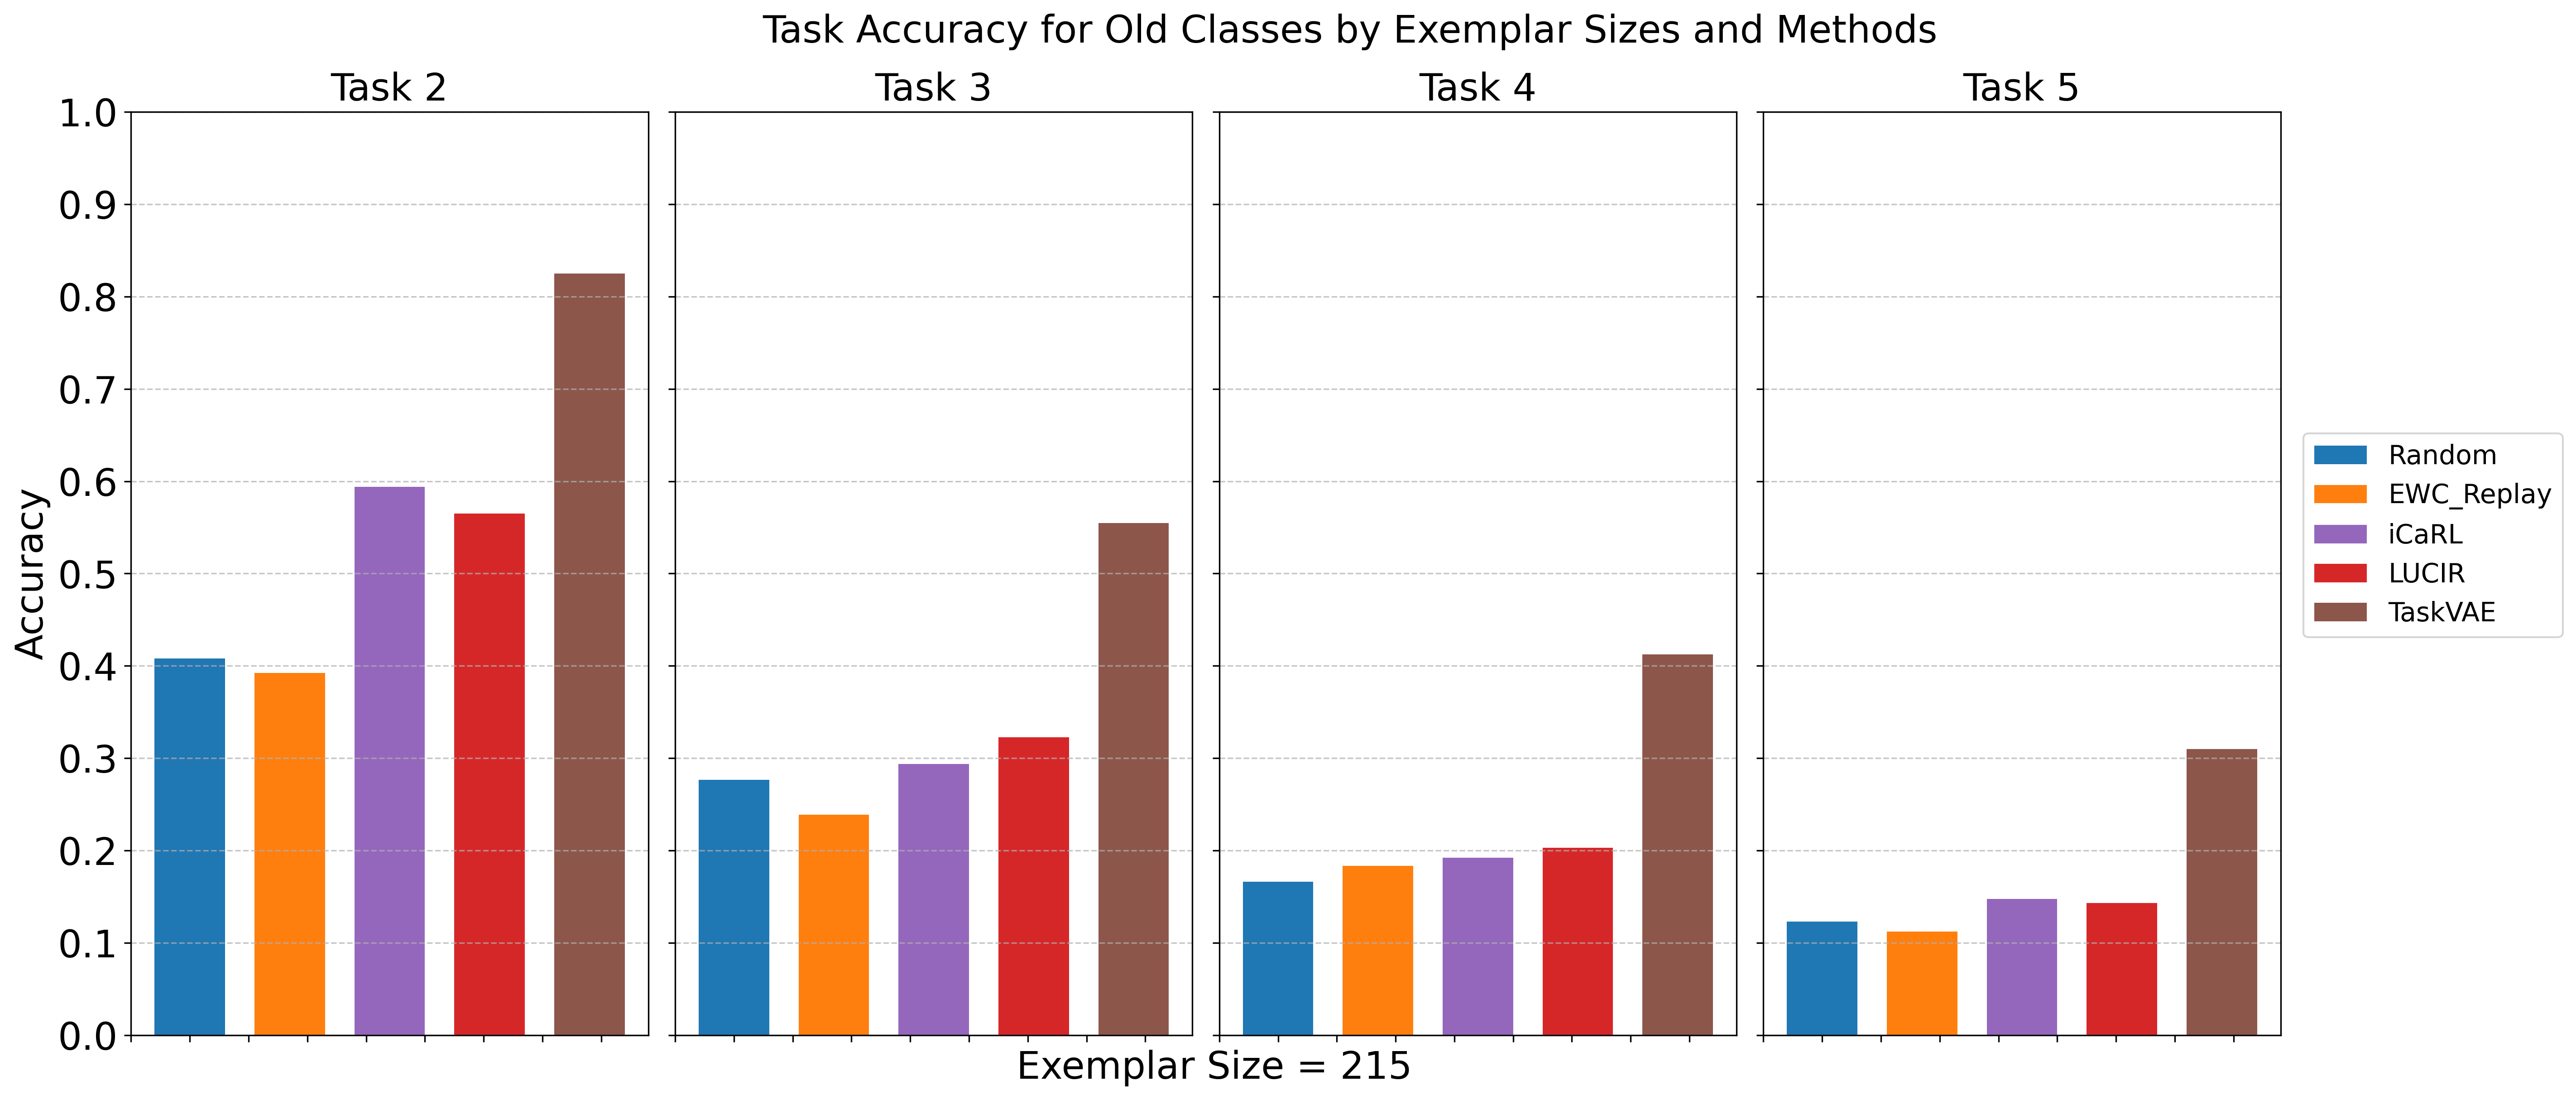 Task Accuracy for Old Classes by Exemplar Sizes and Methods
Task 2
Task 3
Task 4
Task 5
1.0
0.9
0.8
0.7
0.6
0.5
0.4
0.3
0.2
0.1
0.0
Accuracy
Exemplar Size = 215
Random
EWC_Replay
iCaRL
LUCIR
TaskVAE